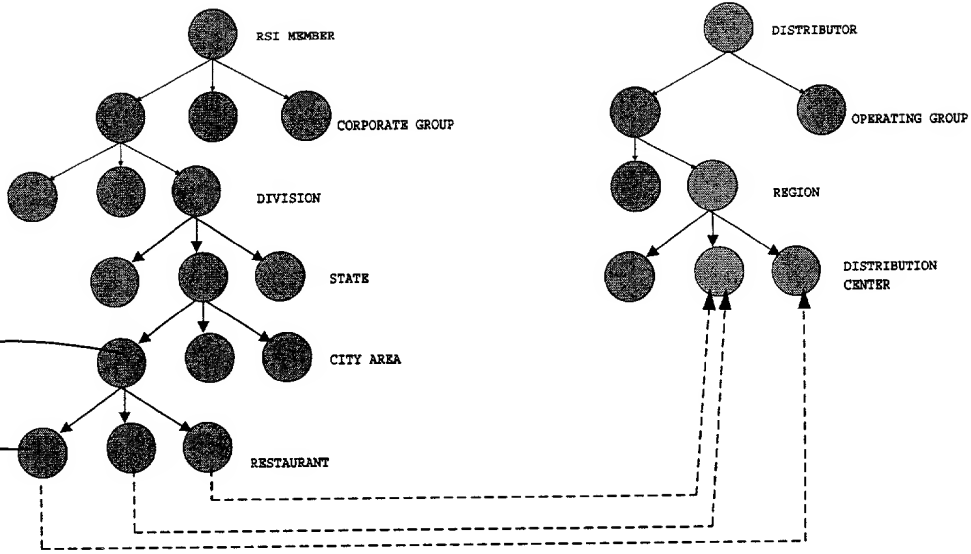 RSI MEMBER
DISTRIBUTOR
CORPORATE GROUP
OPERATING GROUP
DIVISION
REGION
STATE
DISTRIBUTION
CENTER
CITY AREA
RESTAURANT